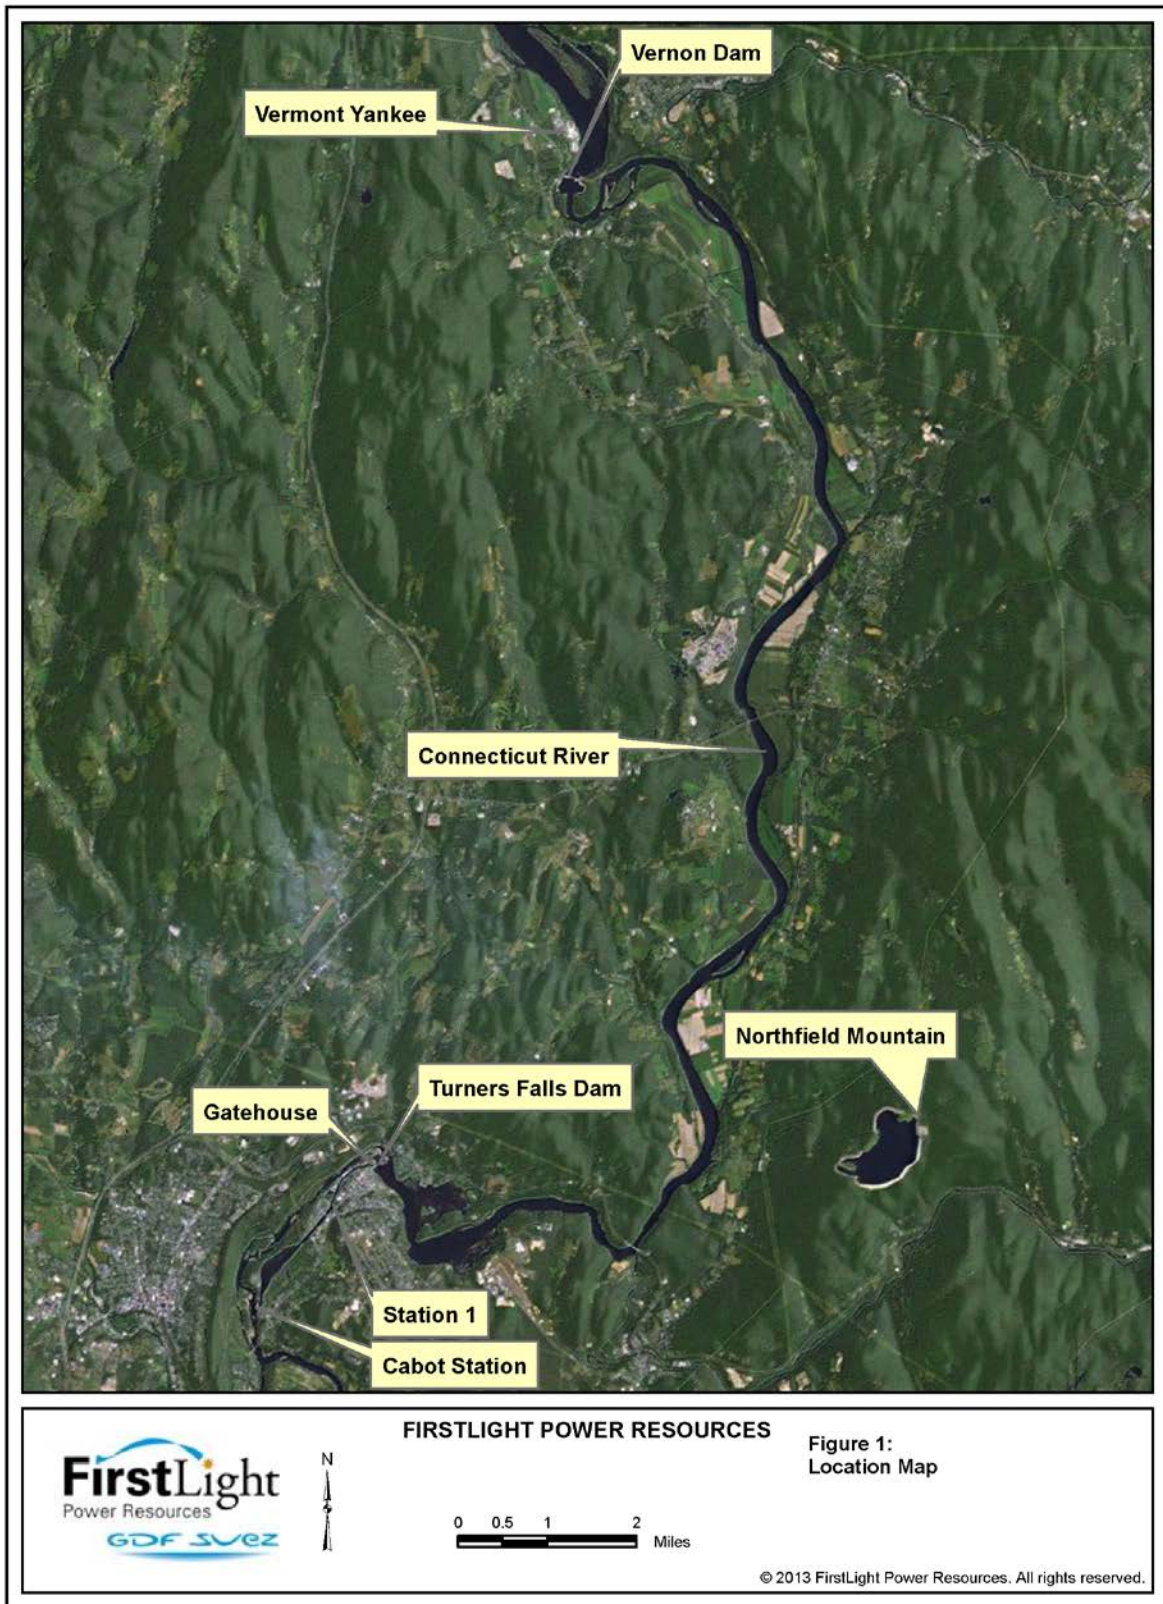 Vernon Dam
Vermont Yankee
Connecticut River
Northfield Mountain
Turners Falls Dam
Gatehouse
Station 1
Cabot Station
FIRSTLIGHT POWER RESOURCES
Figure 1:
Location Map
FirstLight
Power Resources
GDF SUEZ
N
0 0.5 1 2
Miles
© 2013 FirstLight Power Resources. All rights reserved.